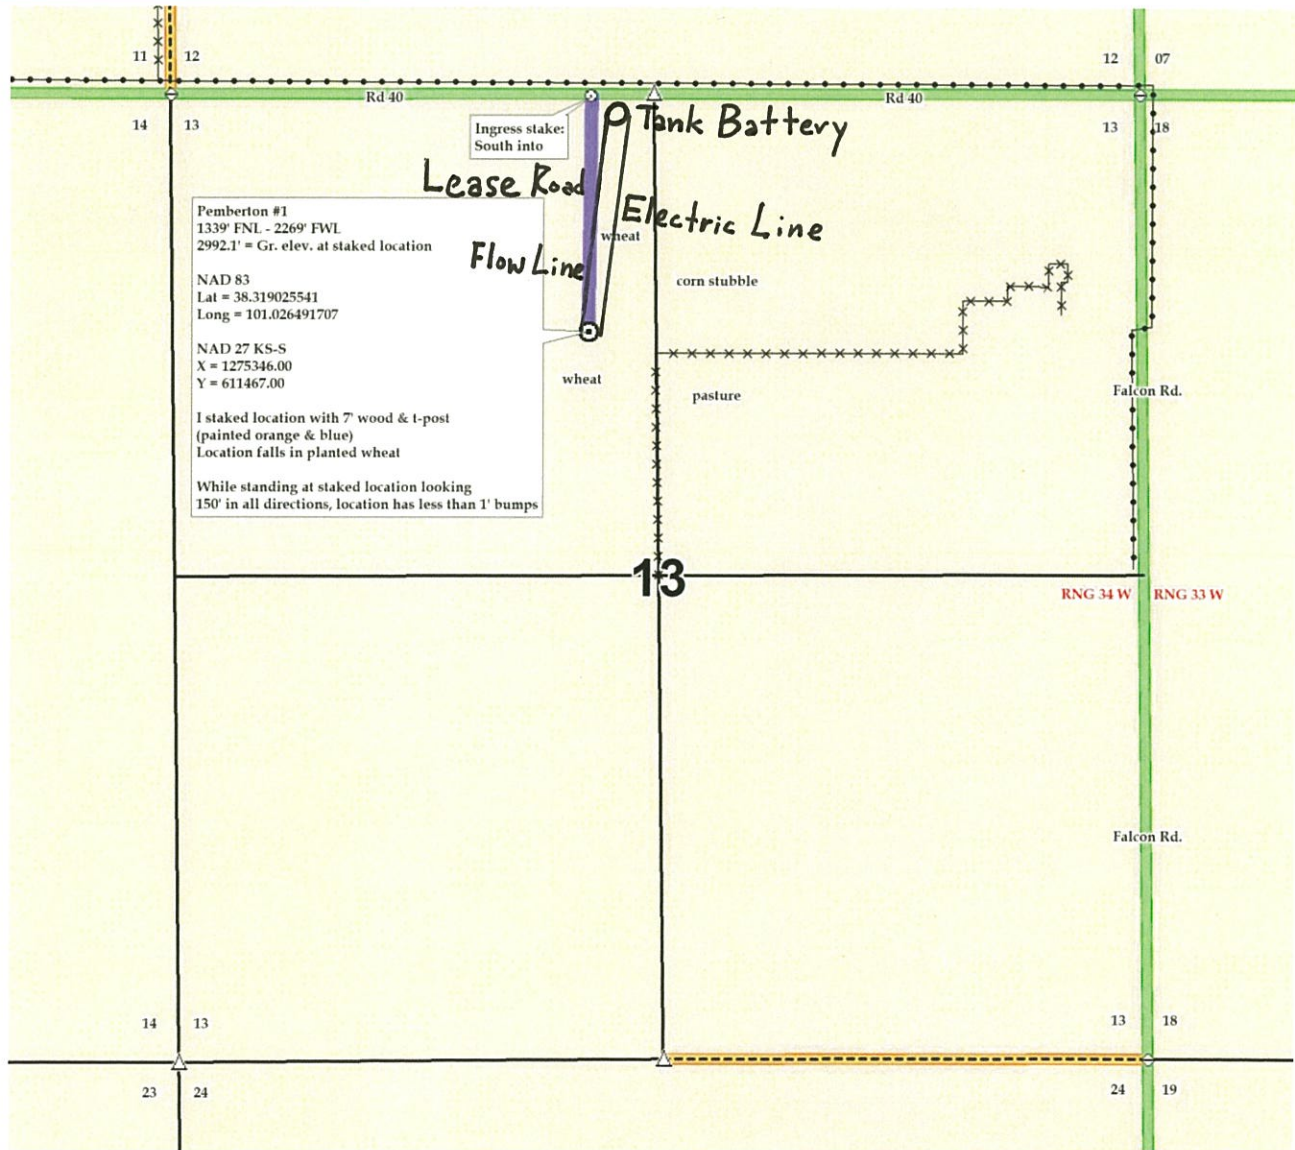 11 12
12 07
Rd 40
Rd 40
14 13
13 18
Ingress stake:
South into
Tank Battery
Lease Road
Electric Line
wheat
Flow Line
Pemberton #1
1339' FNL - 2269' FWL
2992.1' = Gr. elev. at staked location
NAD 83
Lat = 38.319025541
Long = 101.026491707
NAD 27 KS-S
X = 1275346.00
Y = 611467.00
I staked location with 7' wood & t-post
(painted orange & blue)
Location falls in planted wheat
While standing at staked location looking
150' in all directions, location has less than 1' bumps
corn stubble
wheat
pasture
Falcon Rd.
13
RNG 34 W RNG 33 W
Falcon Rd.
14 13
13 18
23 24
24 19